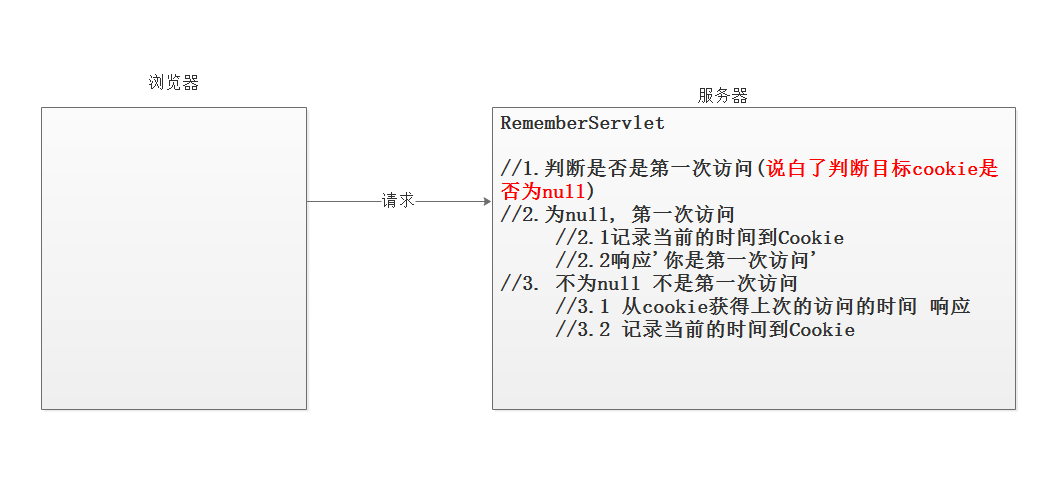 浏览器
服务器
请求
RememberServlet
//1.判断是否是第一次访问(说白了判断目标cookie是
否为null)
//2.为null, 第一次访问
//2.1记录当前的时间到Cookie
//2.2响应'你是第一次访问'
//3. 不为null 不是第一次访问
//3.1 从cookie获得上次的访问的时间 响应
//3.2 记录当前的时间到Cookie